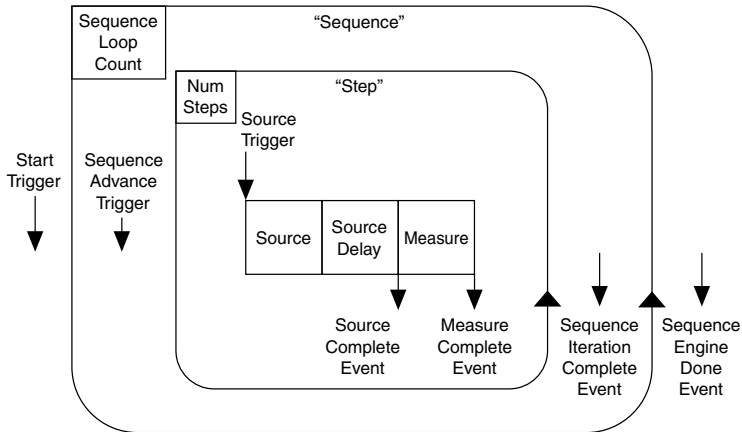 Sequence
Loop
Count
“Sequence”
Num
Steps
“Step”
Source
Trigger
Start
Trigger
Sequence
Advance
Trigger
Source
Source
Delay
Measure
Source
Complete
Event
Measure
Complete
Event
Sequence
Iteration
Complete
Event
Sequence
Engine
Done
Event